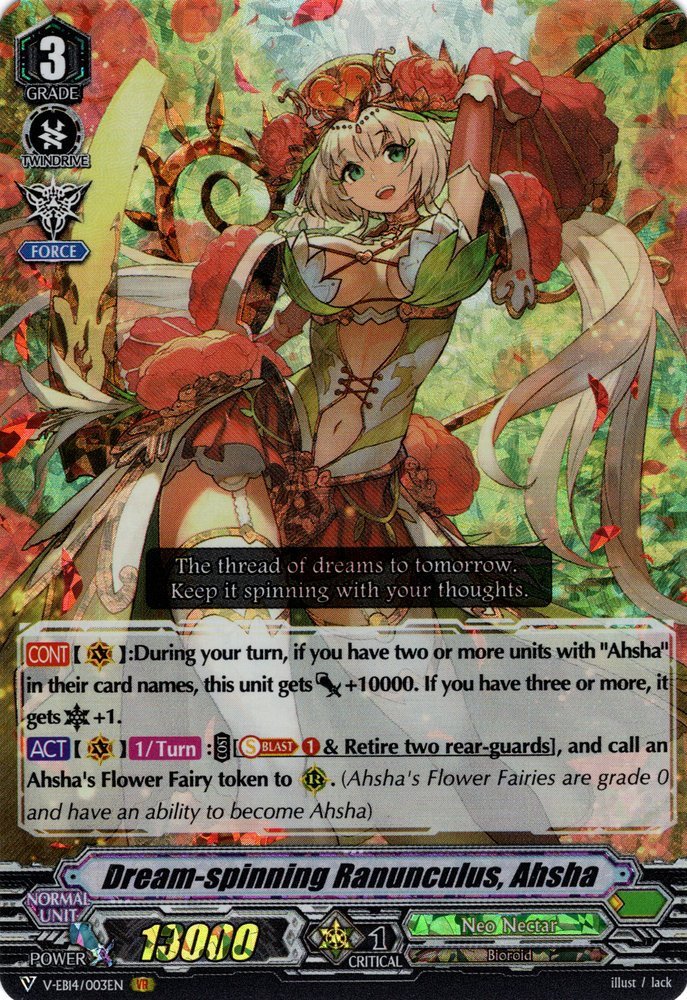 3
GRADE
TWINDRIVE
FORCE
The thread of dreams to tomorrow.
Keep it spinning with your thoughts.
CONT【 V 】:During your turn, if you have two or more units with "Ahsha"
in their card names, this unit gets +10000. If you have three or more, it
gets +1.
ACT【 V 】1/Turn :COST[S BLAST 1 & Retire two rear-guards], and call an
Ahsha's Flower Fairy token to R. (Ahsha's Flower Fairies are grade 0
and have an ability to become Ahsha)
Dream-spinning Ranunculus, Ahsha
NORMAL
UNIT
POWER
13000
1
CRITICAL
Neo Nectar
Bioroid
V-EB14/003EN VR
illust / lack